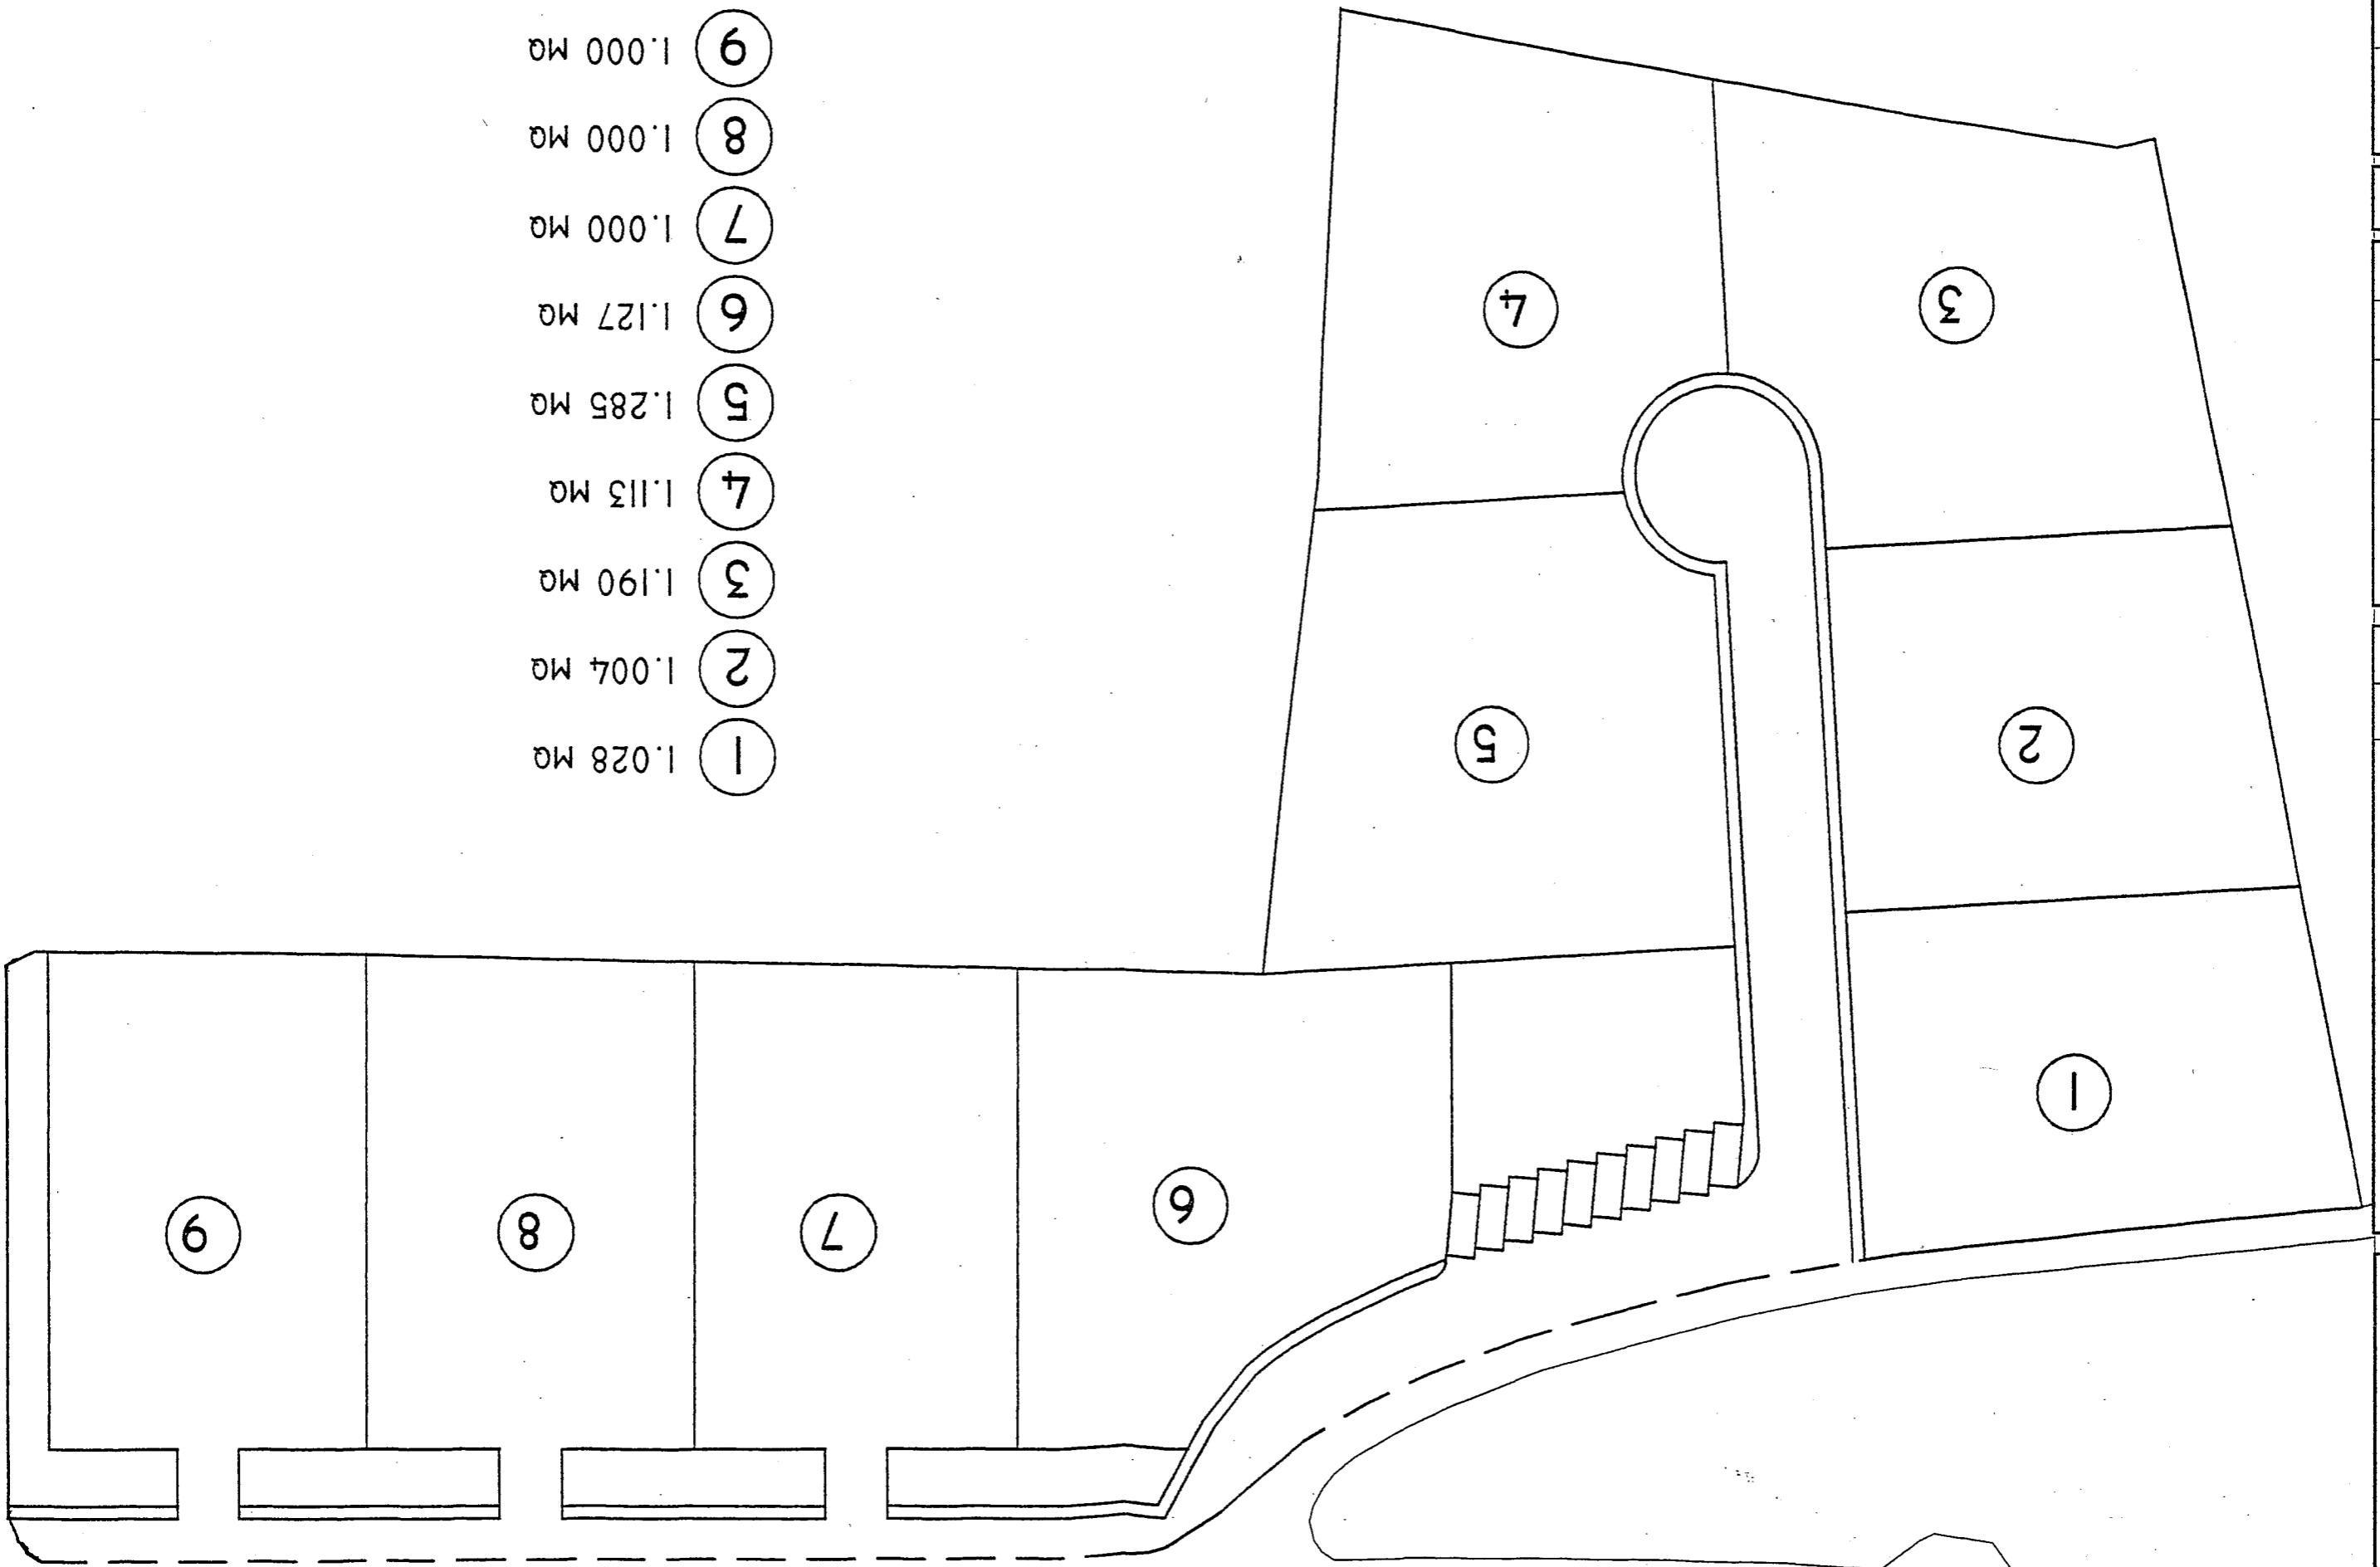 1
6
7
8
9
2
5
3
4
1 1.028 MQ
2 1.004 MQ
3 1.190 MQ
4 1.113 MQ
5 1.285 MQ
6 1.127 MQ
7 1.000 MQ
8 1.000 MQ
9 1.000 MQ